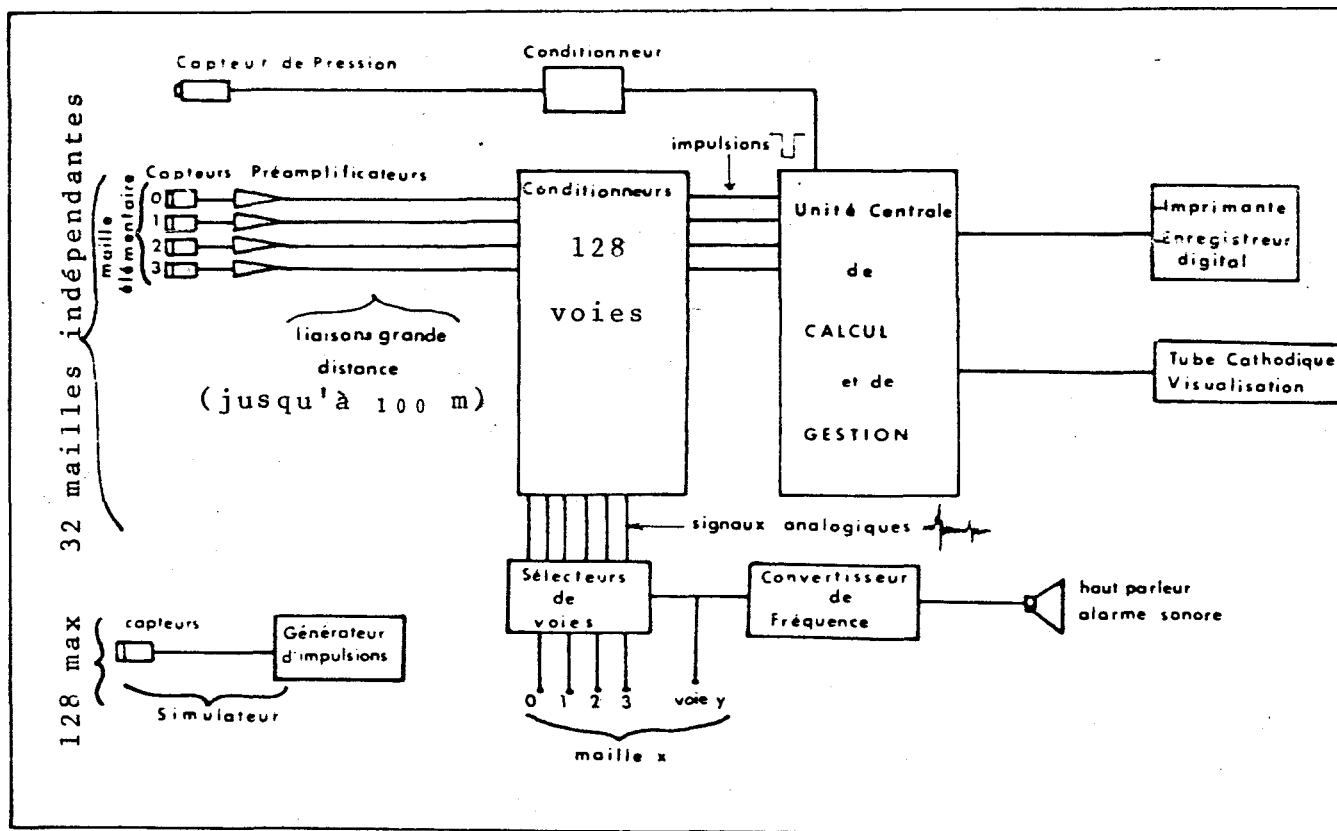 Capteur de Pression
Conditionneur
32 mailles indépendantes
maille
élémentaire
Capteurs
Préamplificateurs
0
1
2
3
liaisons grande
distance
(jusqu'à 100 m)
Conditionneurs
128
voies
impulsions
Unité Centrale
de
CALCUL
et de
GESTION
Imprimante
Enregistreur
digital
Tube Cathodique
Visualisation
signaux analogiques
Sélecteurs
de
voies
0 1 2 3
voie y
maille x
Convertisseur
de
Fréquence
haut parleur
alarme sonore
128 max
capteurs
Générateur
d'impulsions
Simulateur